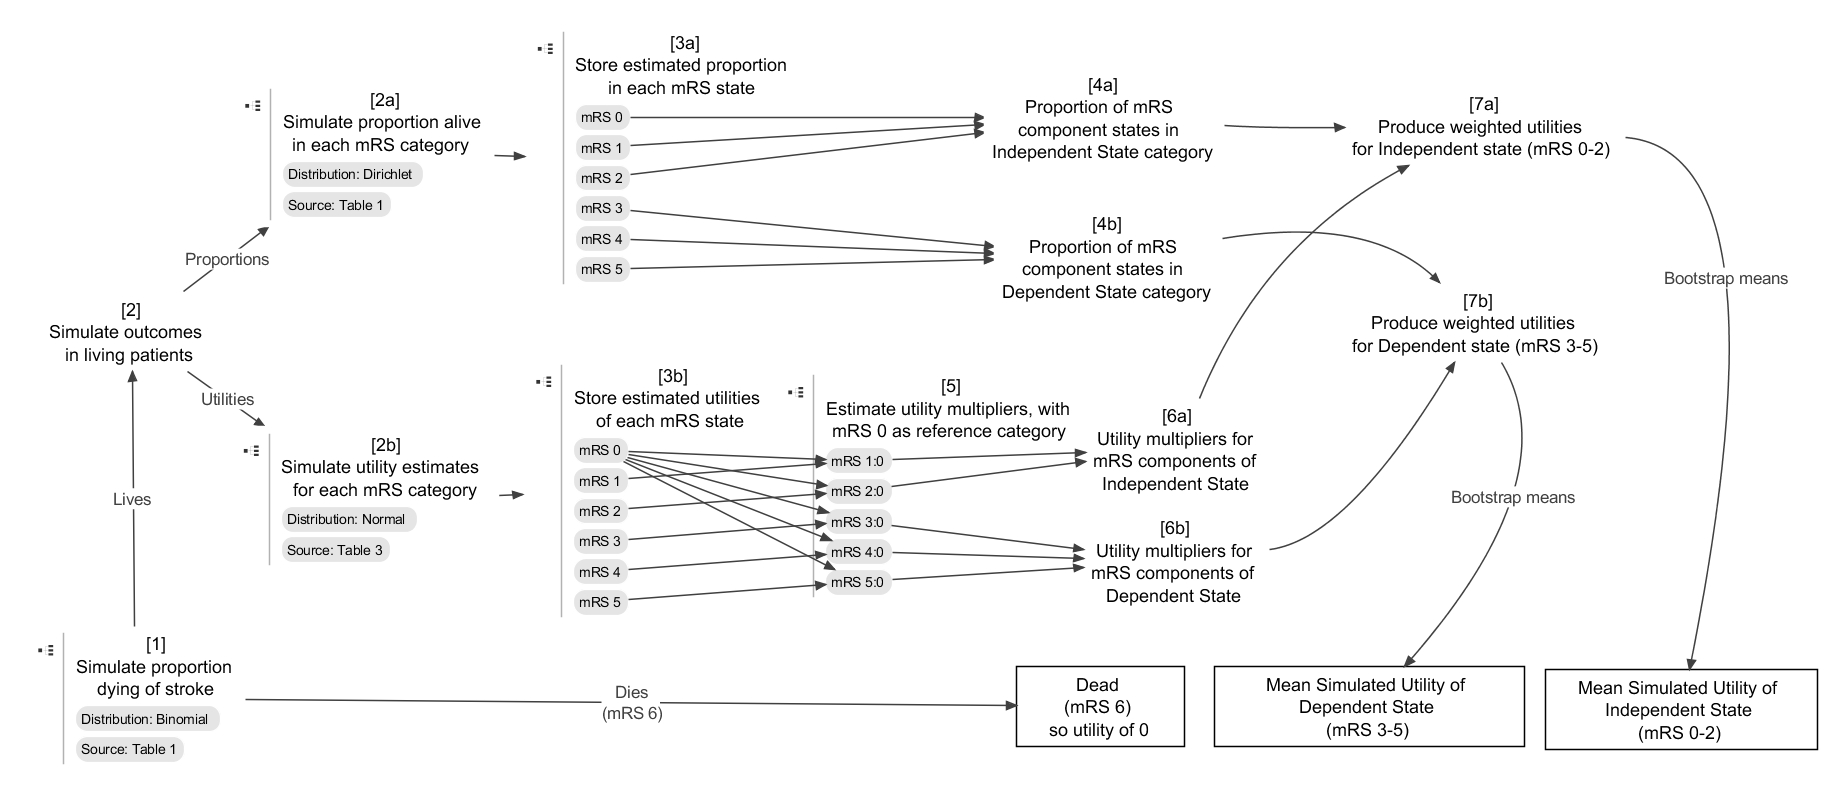 [3a]
Store estimated proportion
in each mRS state
mRS 0
mRS 1
mRS 2
mRS 3
mRS 4
mRS 5
[2a]
Simulate proportion alive
in each mRS category
Distribution: Dirichlet
Source: Table 1
[4a]
Proportion of mRS
component states in
Independent State category
[7a]
Produce weighted utilities
for Independent state (mRS 0-2)
[4b]
Proportion of mRS
component states in
Dependent State category
Proportions
Bootstrap means
[7b]
Produce weighted utilities
for Dependent state (mRS 3-5)
[2]
Simulate outcomes
in living patients
Utilities
[3b]
Store estimated utilities
of each mRS state
mRS 0
mRS 1
mRS 2
mRS 3
mRS 4
mRS 5
[5]
Estimate utility multipliers, with
mRS 0 as reference category
mRS 1:0
mRS 2:0
mRS 3:0
mRS 4:0
mRS 5:0
[6a]
Utility multipliers for
mRS components of
Independent State
[2b]
Simulate utility estimates
for each mRS category
Distribution: Normal
Source: Table 3
Lives
Bootstrap means
[6b]
Utility multipliers for
mRS components of
Dependent State
[1]
Simulate proportion
dying of stroke
Distribution: Binomial
Source: Table 1
Dies
(mRS 6)
Dead
(mRS 6)
so utility of 0
Mean Simulated Utility of
Dependent State
(mRS 3-5)
Mean Simulated Utility of
Independent State
(mRS 0-2)